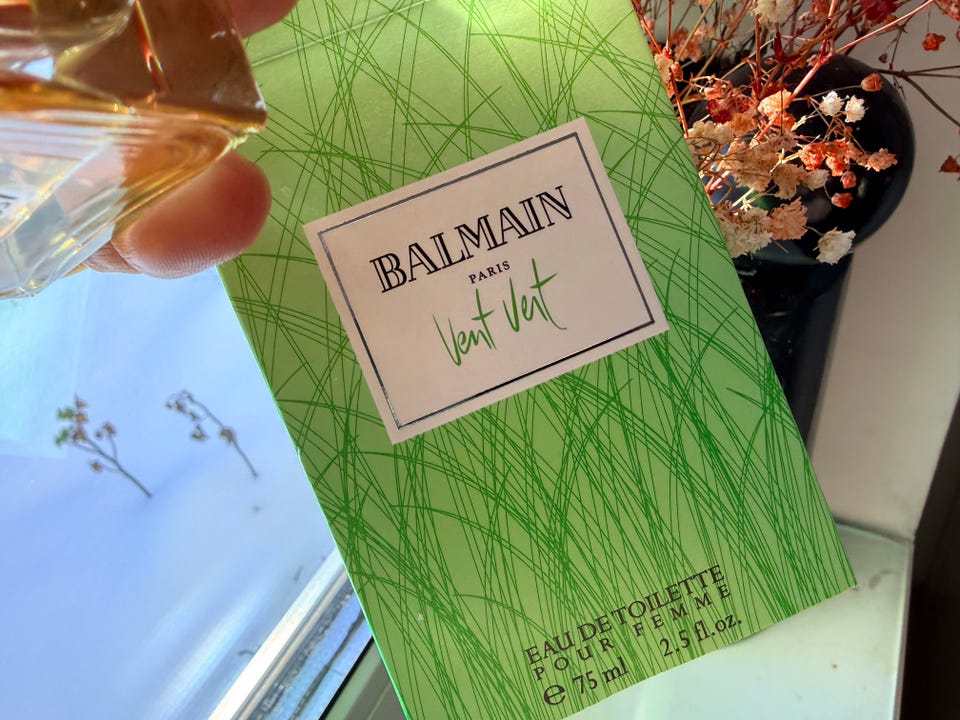 BALMAIN
PARIS
Vent Vert
EAU DE TOILETTE
POUR FEMME
e 75 ml 2.5 fl.oz.